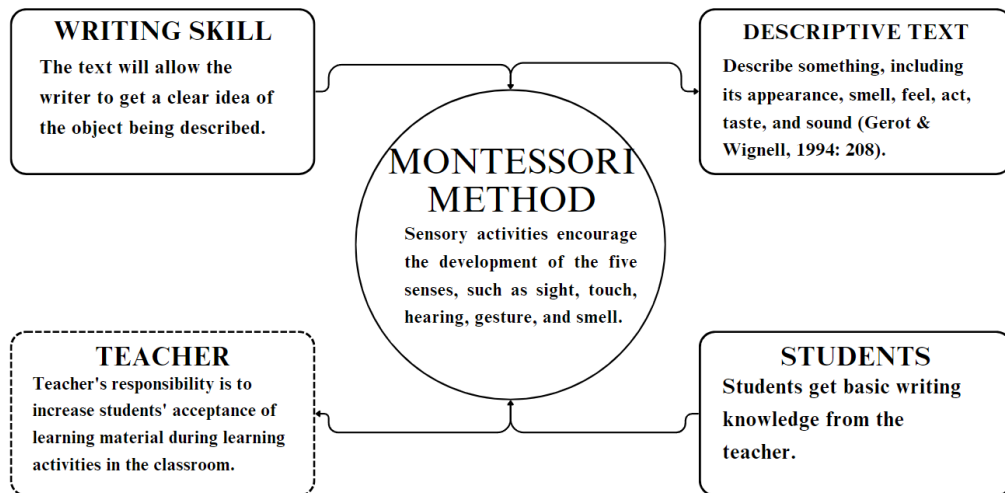 WRITING SKILL
The text will allow the
writer to get a clear idea of
the object being described.
DESCRIPTIVE TEXT
Describe something, including
its appearance, smell, feel, act,
taste, and sound (Gerot &
Wignell, 1994: 208).
MONTESSORI
METHOD
Sensory activities encourage
the development of the five
senses, such as sight, touch,
hearing, gesture, and smell.
TEACHER
Teacher's responsibility is to
increase students' acceptance of
learning material during learning
activities in the classroom.
STUDENTS
Students get basic writing
knowledge from the
teacher.